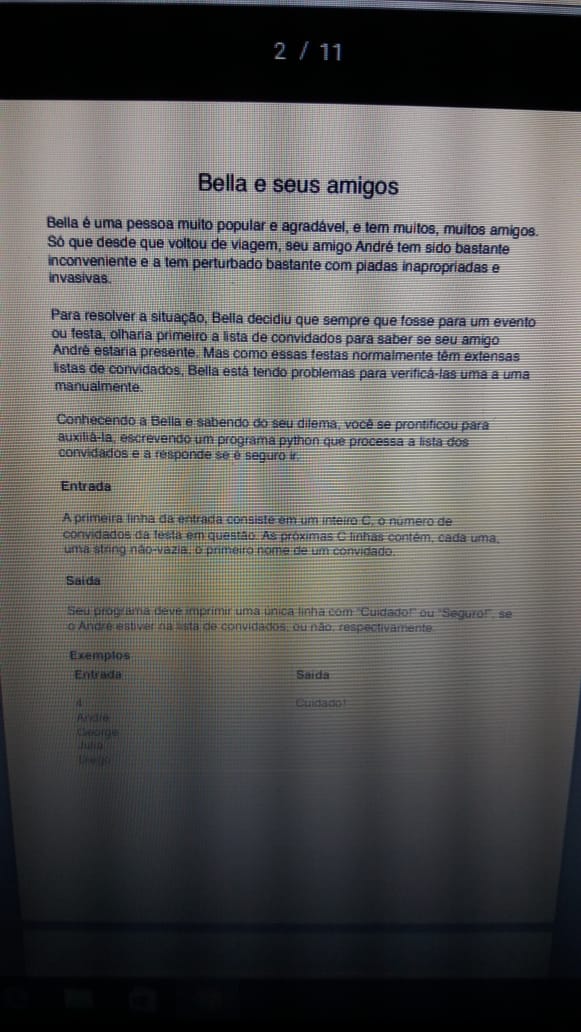 2 / 11
Bella e seus amigos
Bella é uma pessoa muito popular e agradável, e tem muitos, muitos amigos.
Só que desde que voltou de viagem, seu amigo André tem sido bastante
inconveniente e a tem perturbado bastante com piadas inapropriadas e
invasivas.
Para resolver a situação, Bella decidiu que sempre que fosse para um evento
ou festa, olharia primeiro a lista de convidados para saber se seu amigo
André estaria presente. Mas como essas festas normalmente têm extensas
listas de convidados, Bella está tendo problemas para verificá-las uma a uma
manualmente.
Conhecendo a Bella e sabendo do seu dilema, você se prontificou para
auxiliá-la, escrevendo um programa python que processa a lista dos
convidados e a responde se é seguro ir.
Entrada
A primeira linha da entrada consiste em um inteiro C, o número de
convidados da festa em questão. As próximas C linhas contém, cada uma,
uma string não-vazia, o primeiro nome de um convidado.
Saída
Seu programa deve imprimir uma única linha com "Cuidado!" ou "Seguro!", se
o André estiver na lista de convidados, ou não, respectivamente.
Exemplos
Entrada Saída
4 Cuidado!
Andre
George
Julia
Diego